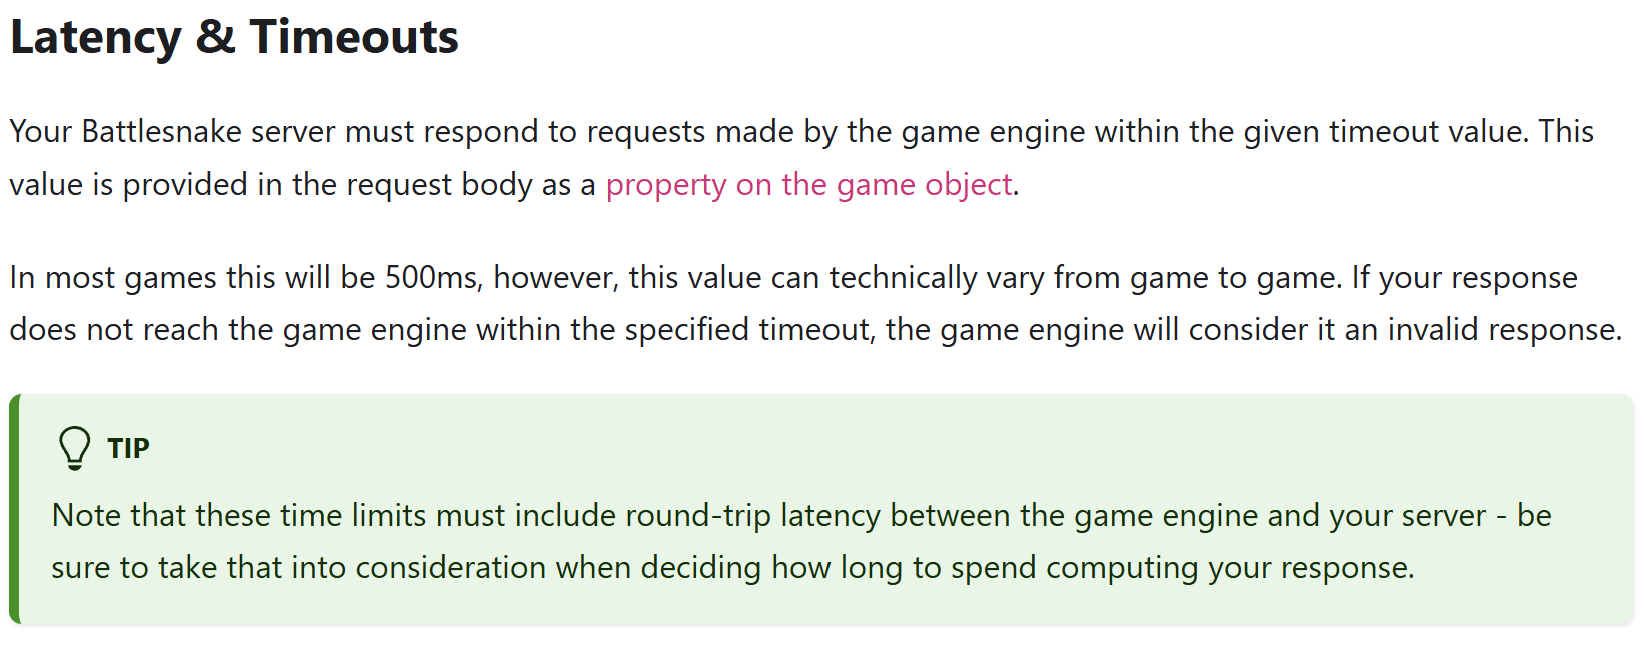 Latency & Timeouts
Your Battlesnake server must respond to requests made by the game engine within the given timeout value. This
value is provided in the request body as a property on the game object.
In most games this will be 500ms, however, this value can technically vary from game to game. If your response
does not reach the game engine within the specified timeout, the game engine will consider it an invalid response.
TIP
Note that these time limits must include round-trip latency between the game engine and your server - be
sure to take that into consideration when deciding how long to spend computing your response.